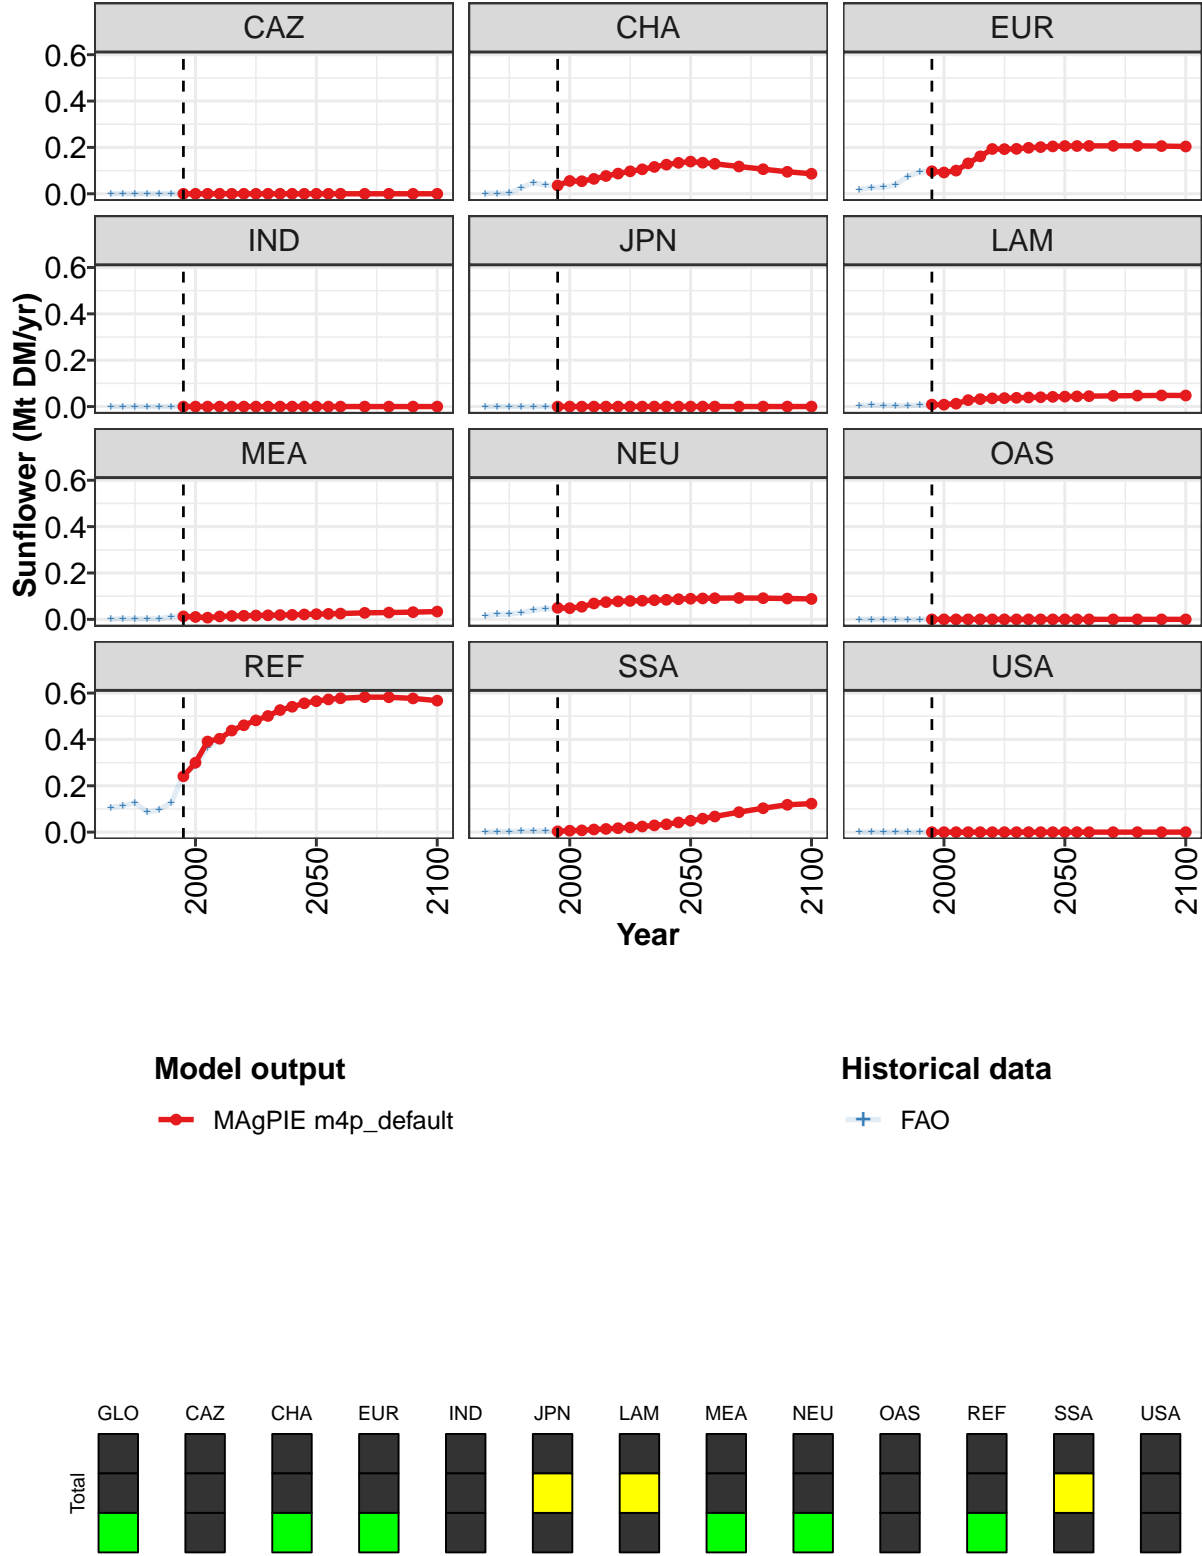 CAZ CHA EUR
0.6
0.4
0.2
0.0
IND JPN LAM
0.6
0.4
0.2
0.0
MEA NEU OAS
0.6
0.4
0.2
0.0
REF SSA USA
0.6
0.4
0.2
0.0
Sunflower (Mt DM/yr)
2000 2050 2100 2000 2050 2100 2000 2050 2100
Year
Model output Historical data
MAgPIE m4p_default FAO
GLO CAZ CHA EUR IND JPN LAM MEA NEU OAS REF SSA USA
Total